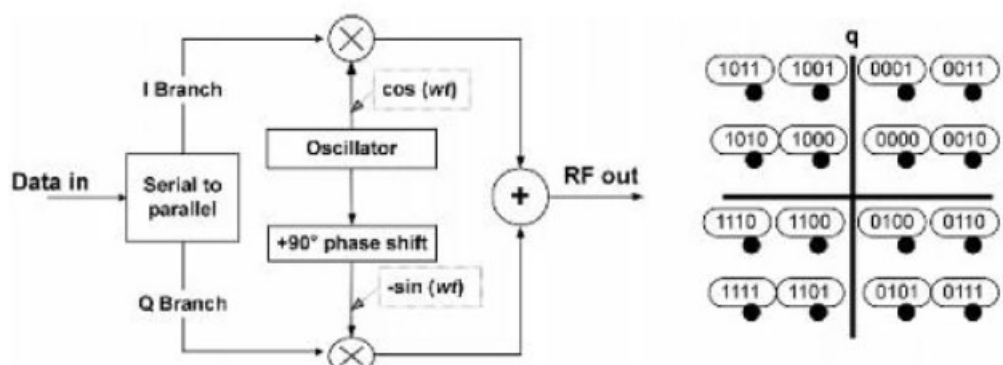 I Branch
cos (wt)
Oscillator
Data in
Serial to
parallel
+90° phase shift
-sin (wt)
Q Branch
+
RF out
q
1011 1001 0001 0011
1010 1000 0000 0010
1110 1100 0100 0110
1111 1101 0101 0111